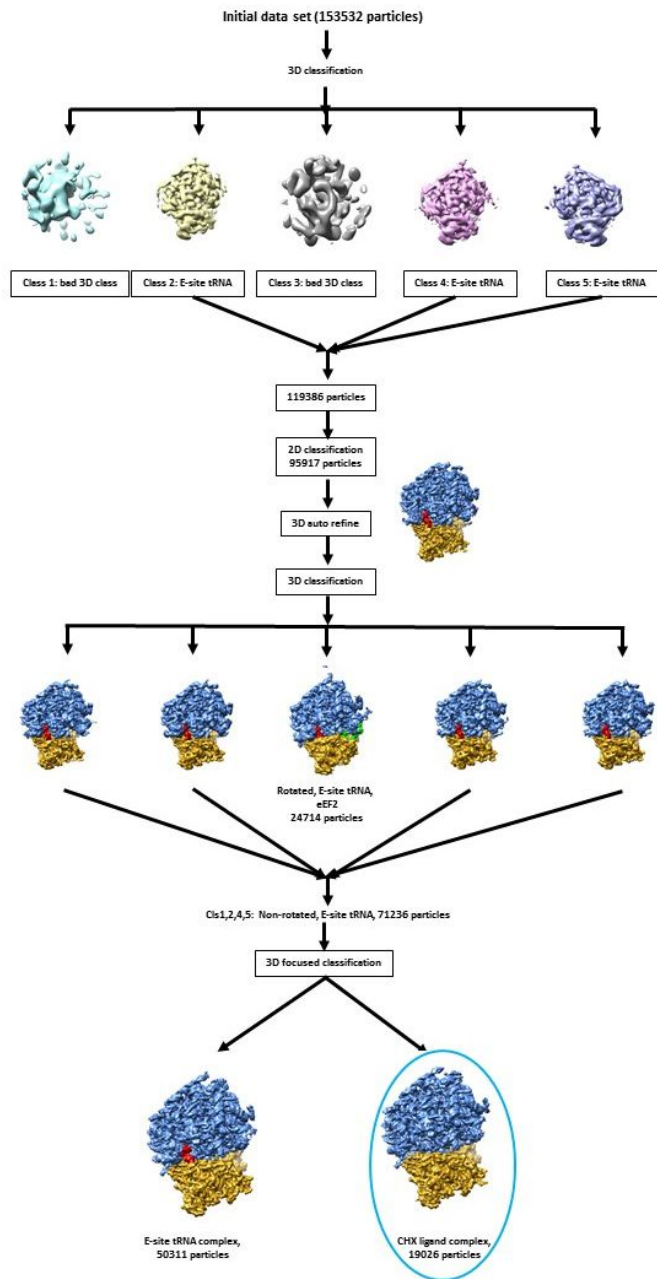 Initial data set (153532 particles)
3D classification
Class 1: bad 3D class
Class 2: E-site tRNA
Class 3: bad 3D class
Class 4: E-site tRNA
Class 5: E-site tRNA
119386 particles
2D classification
95917 particles
3D auto refine
3D classification
Rotated, E-site tRNA,
eEF2
24714 particles
Cls1,2,4,5: Non-rotated, E-site tRNA, 71236 particles
3D focused classification
E-site tRNA complex,
50311 particles
CHX ligand complex,
19026 particles